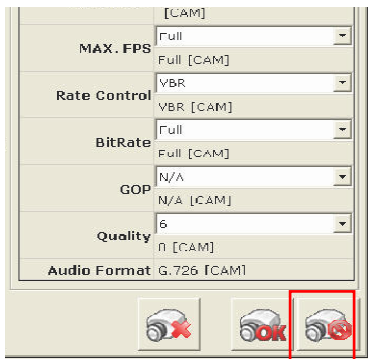 [CAM]
MAX. FPS
Full
Full [CAM]
Rate Control
VBR
VBR [CAM]
BitRate
Full
Full [CAM]
GOP
N/A
N/A [CAM]
Quality
6
0 [CAM]
Audio Format G.726 [CAM]
OK